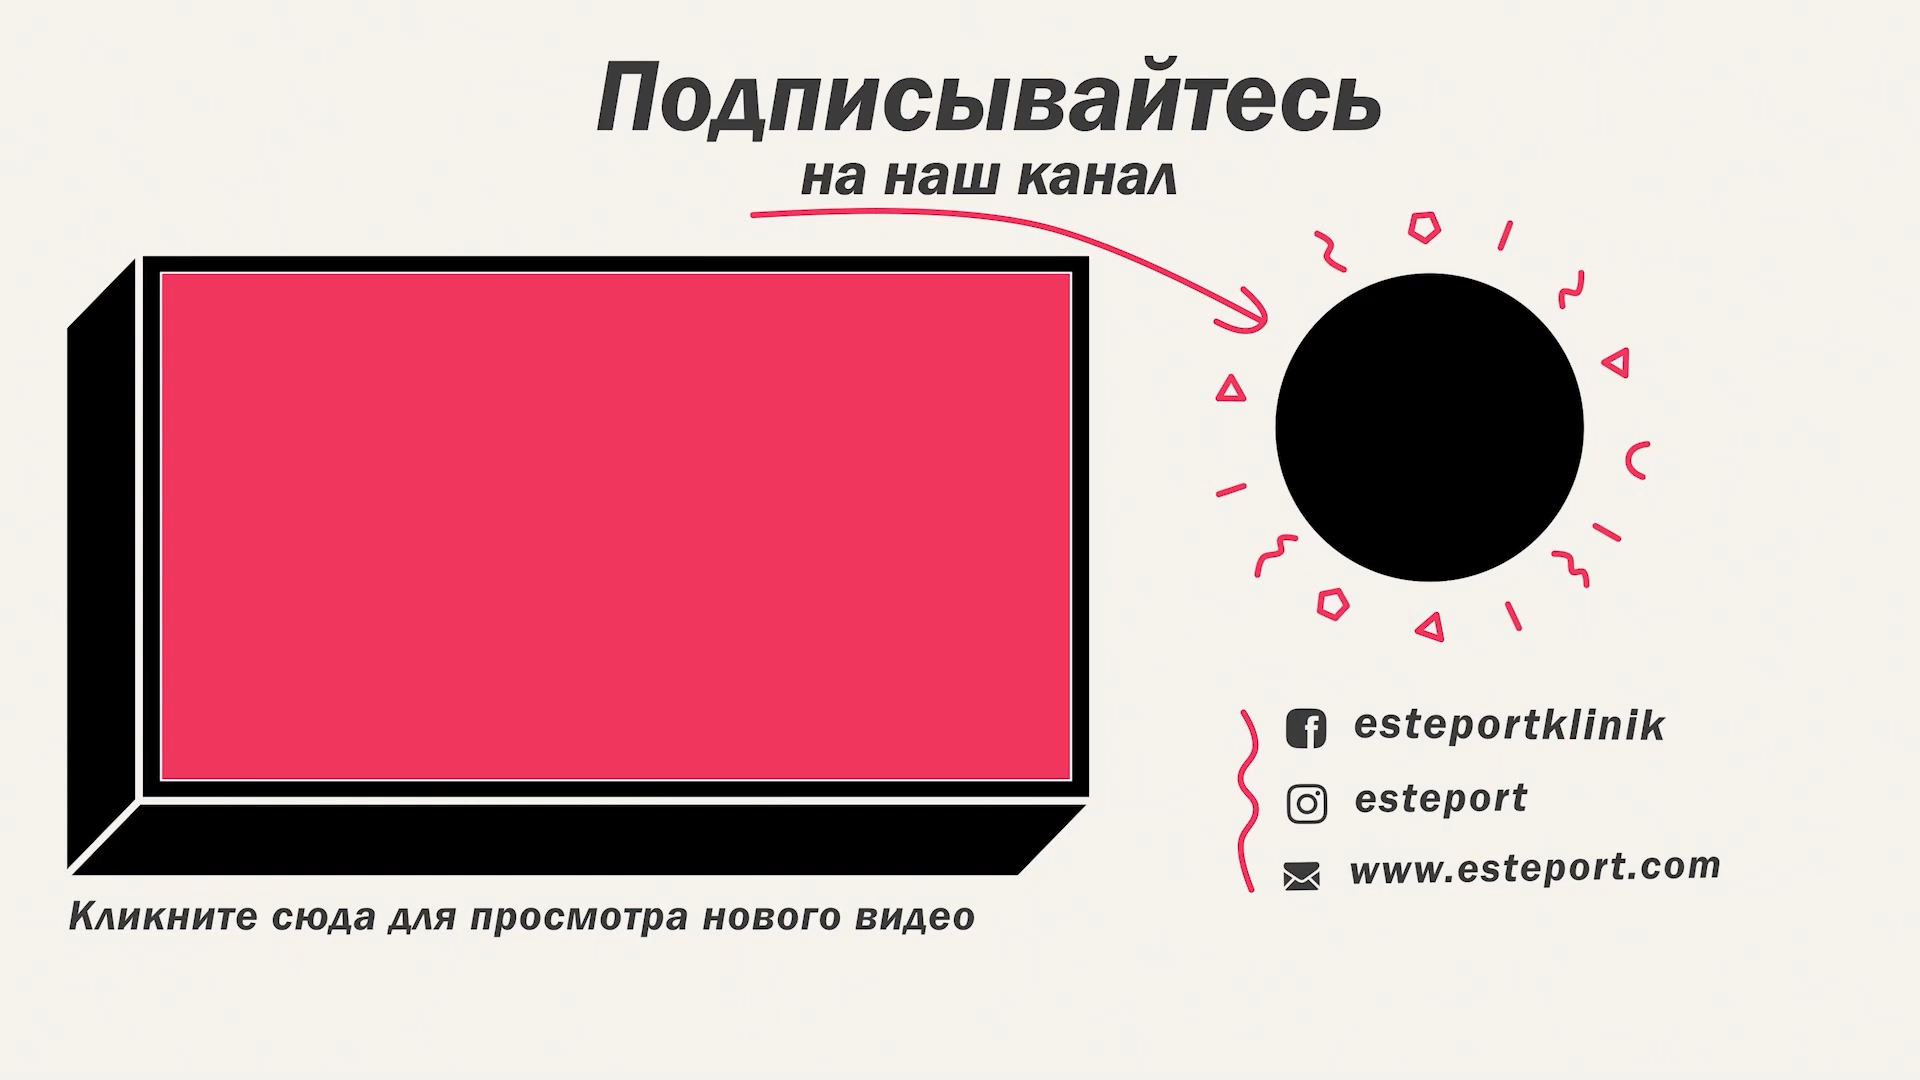 Подписывайтесь
на наш канал
esteportklinik
esteport
www.esteport.com
Кликните сюда для просмотра нового видео